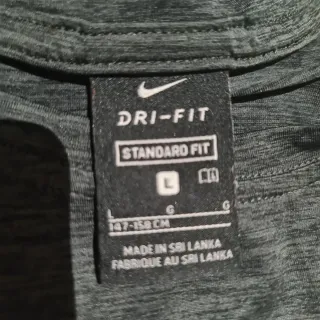 DRI-FIT
STANDARD FIT
L
L G G
147-158 CM
MADE IN SRI LANKA
FABRIQUE AU SRI LANKA